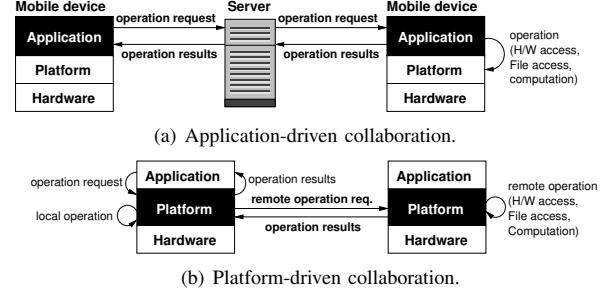 Mobile device
Server
Mobile device
operation request
operation request
Application
Application
operation
(H/W access,
File access,
computation)
operation results
operation results
Platform
Platform
Hardware
Hardware
(a) Application-driven collaboration.
Application
operation results
Application
operation request
remote operation req.
remote operation
(H/W access,
File access,
Computation)
local operation
Platform
Platform
operation results
Hardware
Hardware
(b) Platform-driven collaboration.